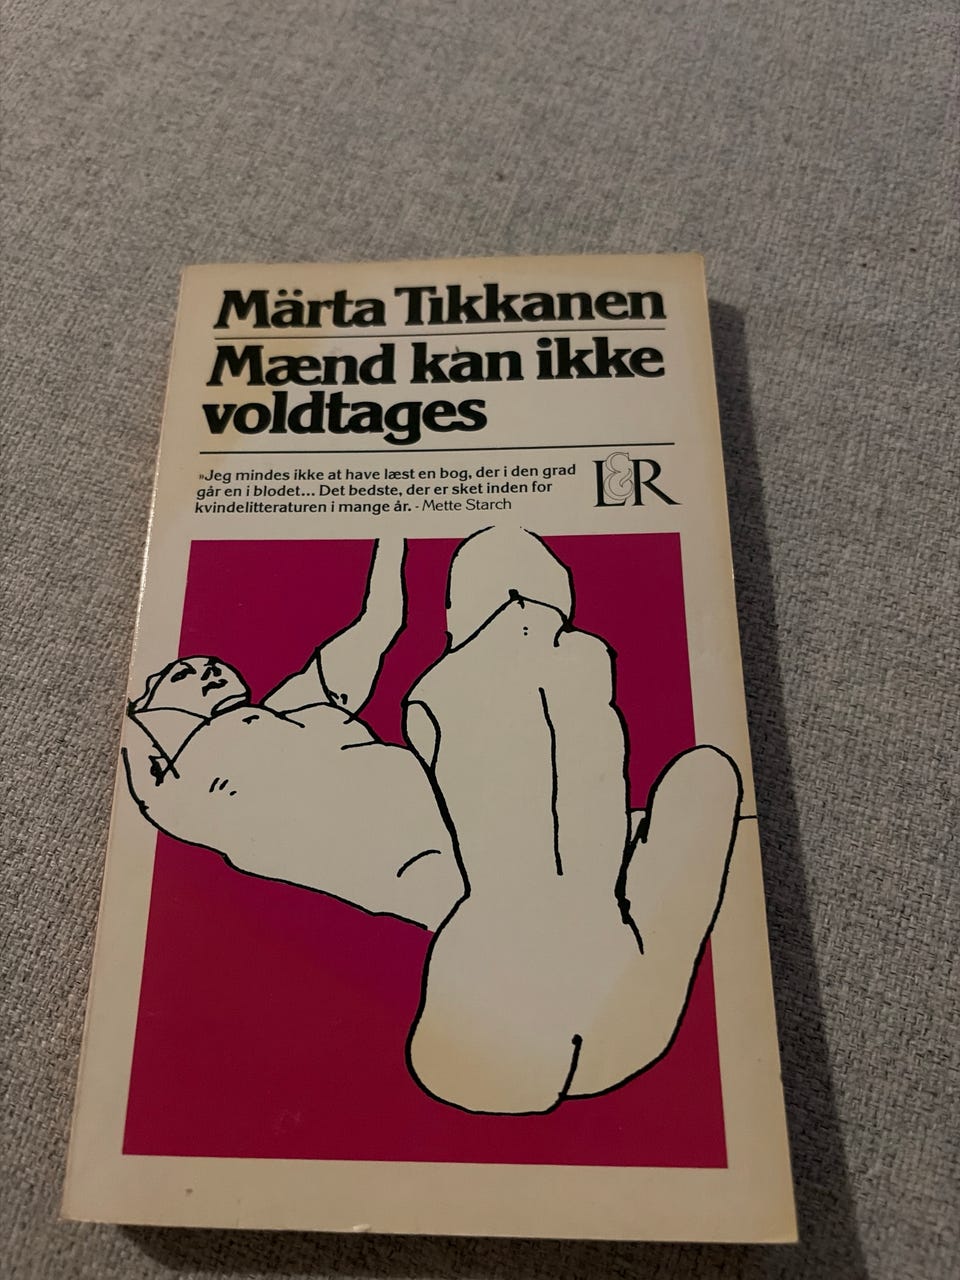 Märta Tikkanen
Mænd kan ikke
voldtages
»Jeg mindes ikke at have læst en bog, der i den grad
går en i blodet... Det bedste, der er sket inden for
kvindelitteraturen i mange år. - Mette Starch
L&R